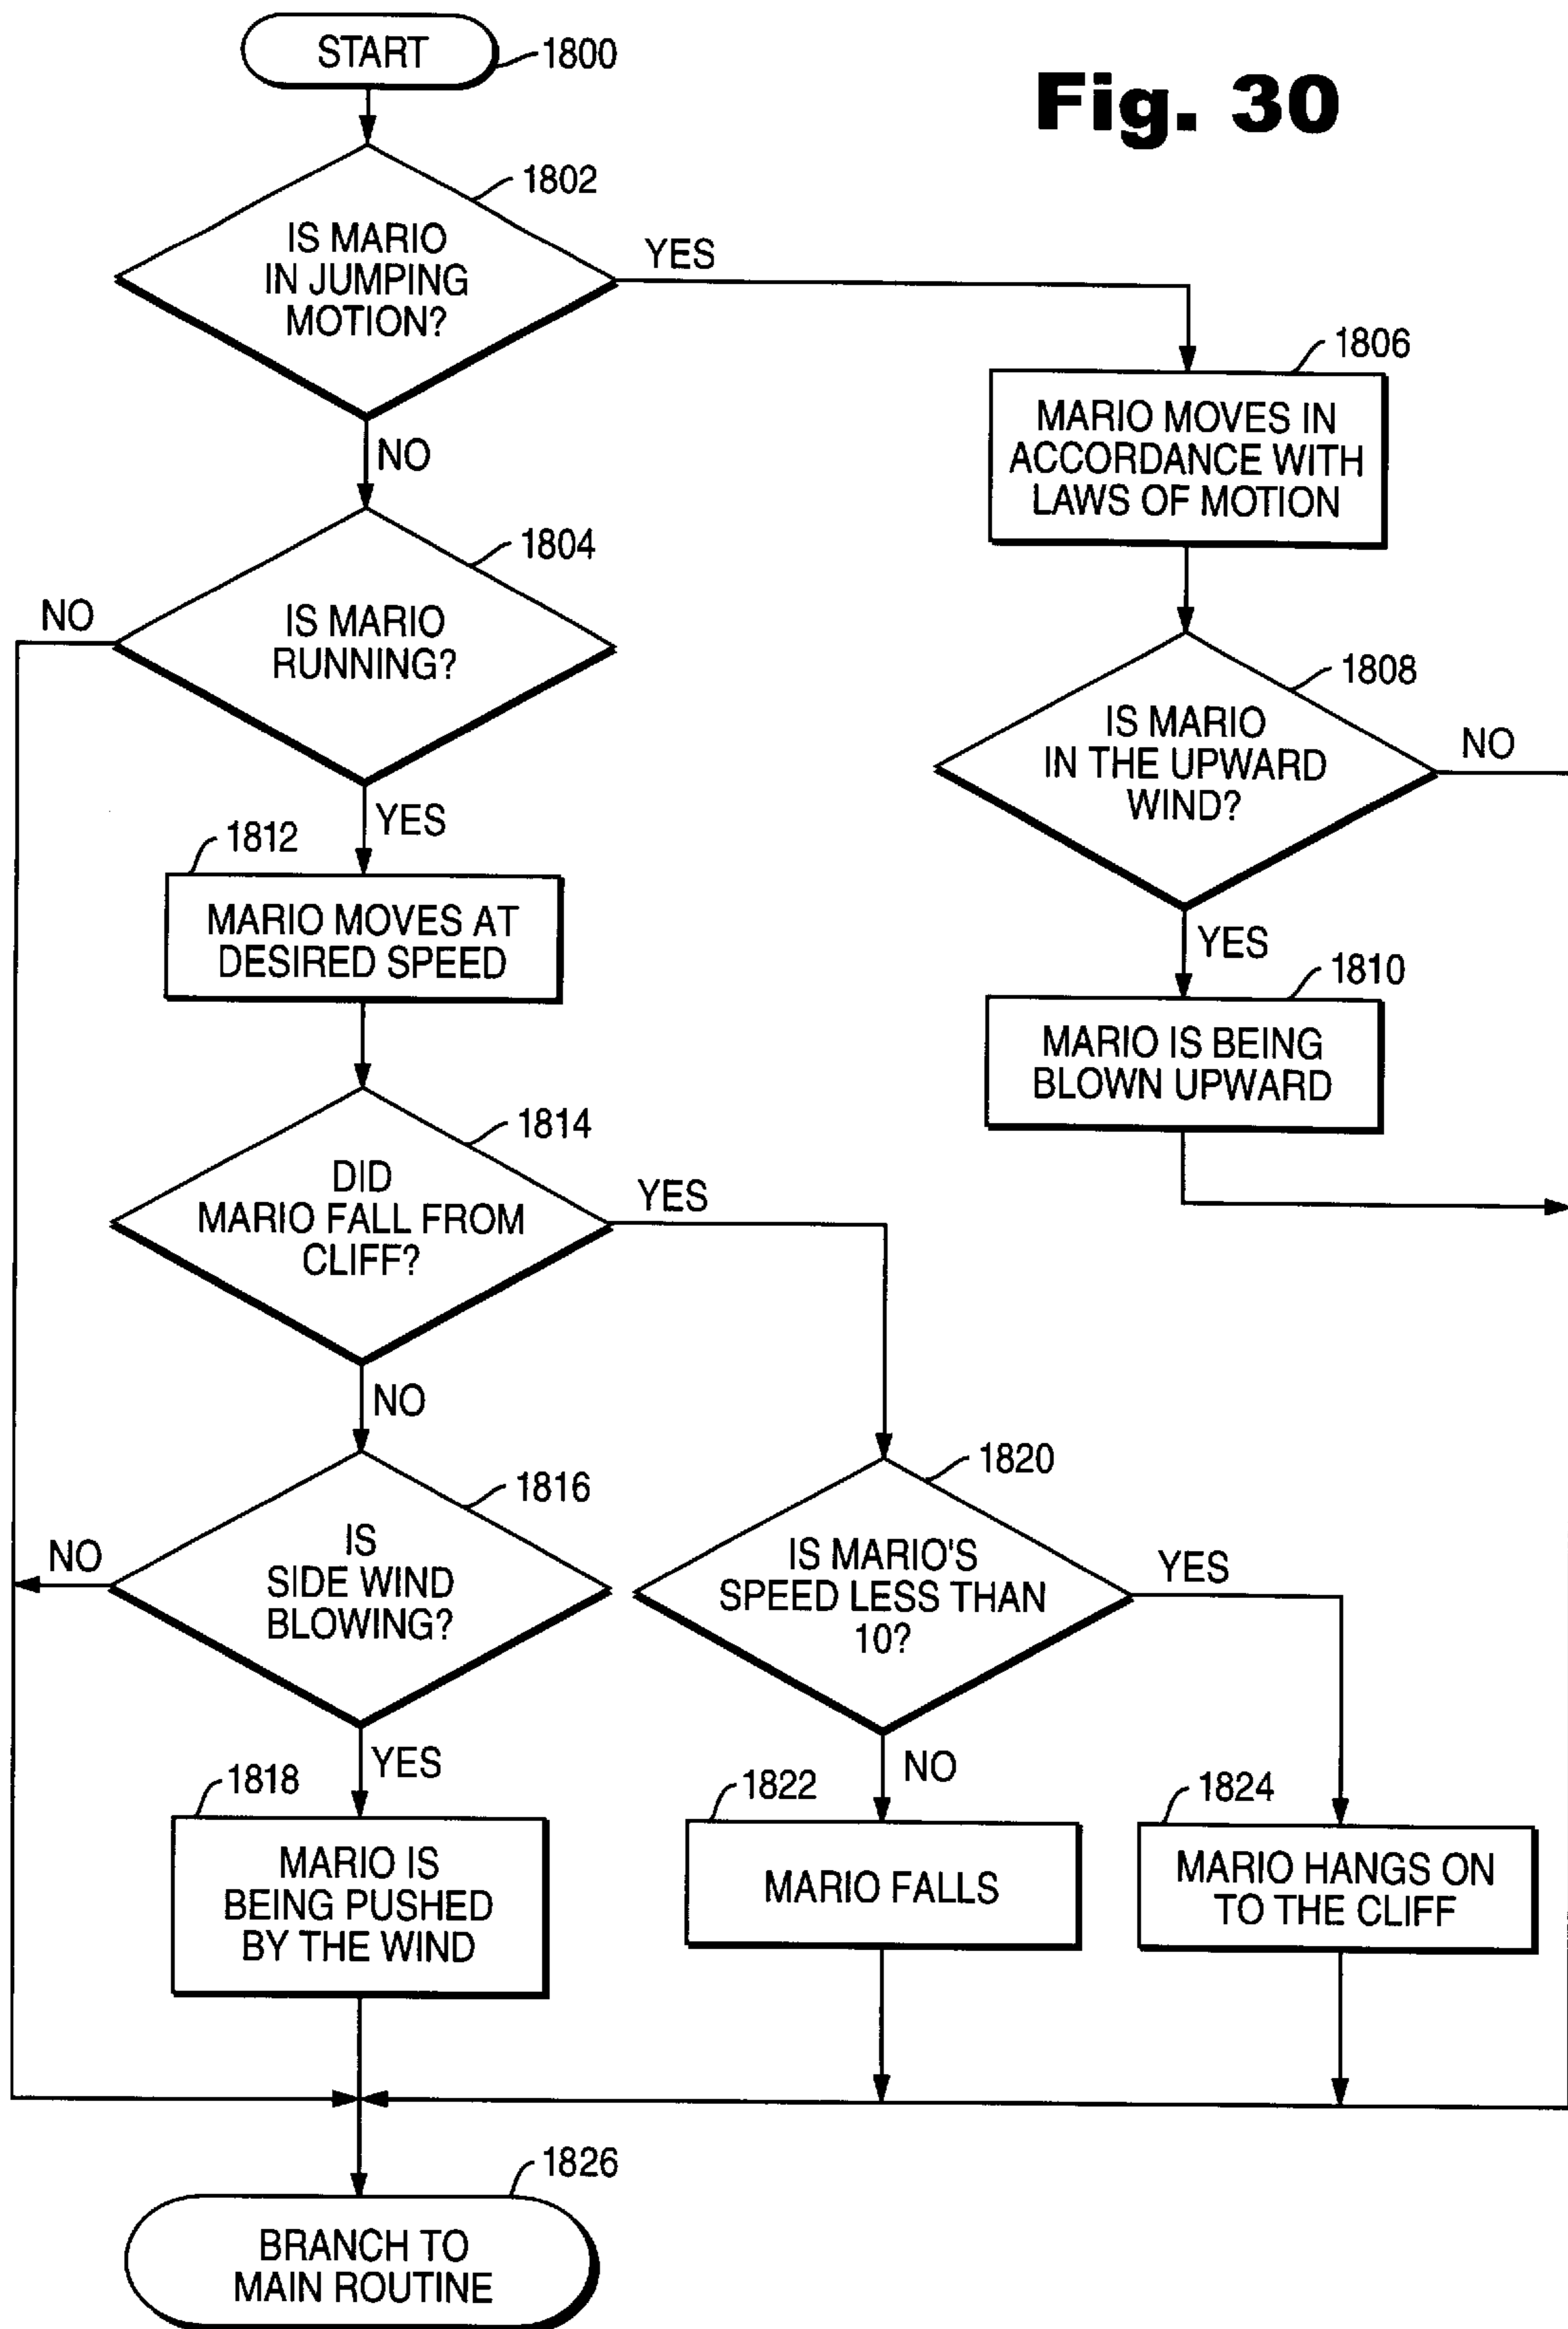 START
1800
Fig. 30
1802
IS MARIO
IN JUMPING
MOTION?
YES
NO
1806
MARIO MOVES IN
ACCORDANCE WITH
LAWS OF MOTION
1804
IS MARIO
RUNNING?
NO
YES
1808
IS MARIO
IN THE UPWARD
WIND?
NO
YES
1812
MARIO MOVES AT
DESIRED SPEED
1810
MARIO IS BEING
BLOWN UPWARD
1814
DID
MARIO FALL FROM
CLIFF?
YES
NO
1816
IS
SIDE WIND
BLOWING?
NO
YES
1820
IS MARIO'S
SPEED LESS THAN
10?
YES
NO
1818
MARIO IS
BEING PUSHED
BY THE WIND
1822
MARIO FALLS
1824
MARIO HANGS ON
TO THE CLIFF
1826
BRANCH TO
MAIN ROUTINE